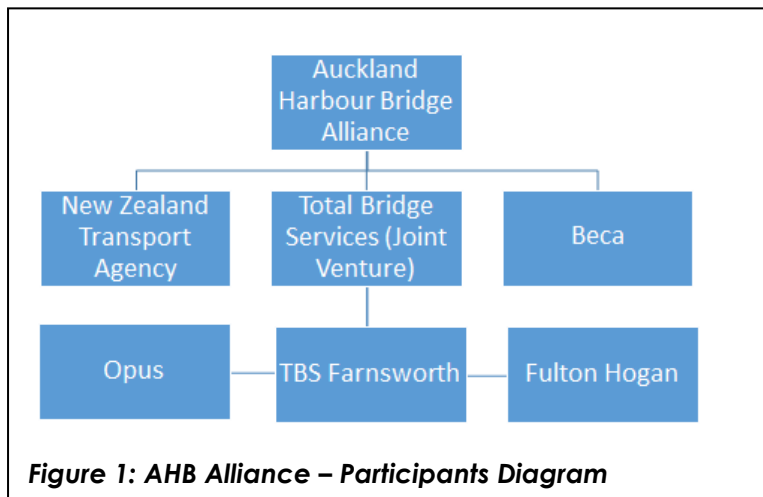 Auckland
Harbour Bridge
Alliance
New Zealand
Transport
Agency
Total Bridge
Services (Joint
Venture)
Beca
Opus
TBS Farnsworth
Fulton Hogan
Figure 1: AHB Alliance – Participants Diagram